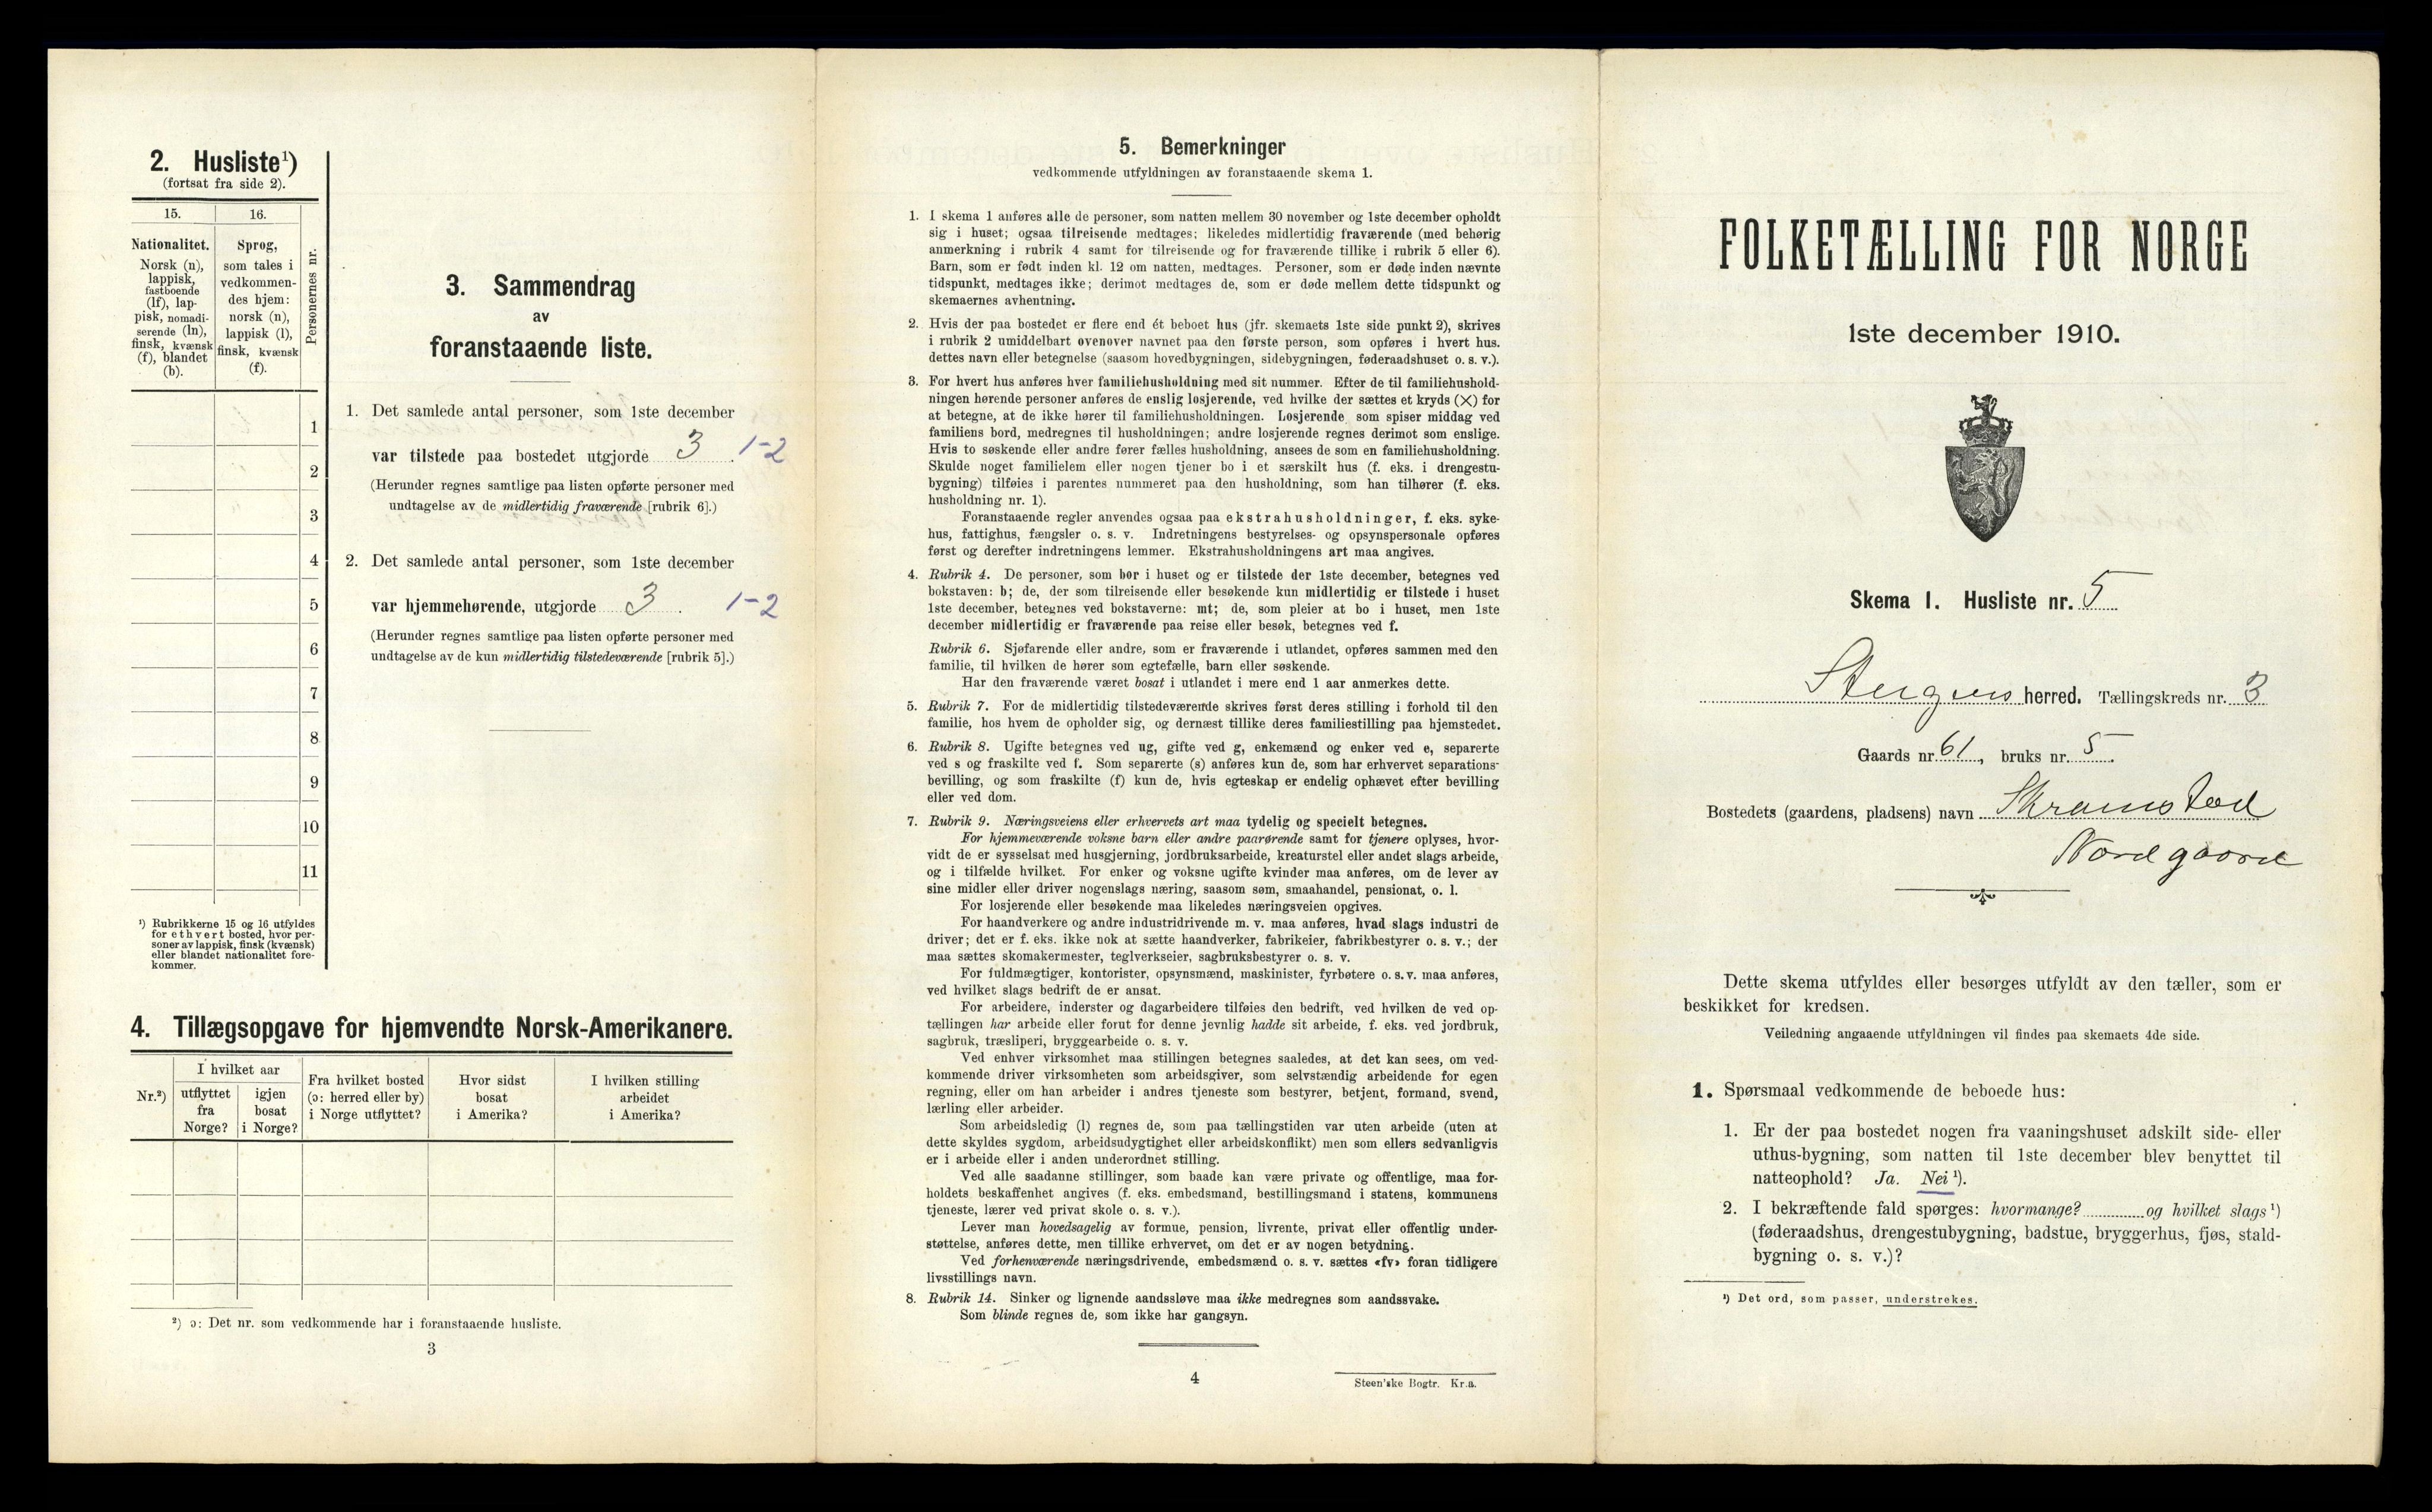 2. Husliste¹)
(fortsat fra side 2).
15.
16.
Personernes nr.
Nationalitet.
Norsk (n),
lappisk,
fastboende
(lf), lap-
pisk, nomadi-
serende (ln),
finsk, kvænsk
(f), blandet
(b).
Sprog,
som tales i
vedkommen-
des hjem:
norsk (n),
lappisk (l),
finsk, kvænsk
(f).
1
2
3
4
5
6
7
8
9
10
11
¹) Rubrikkerne 15 og 16 utfyldes
for ethvert bosted, hvor per-
soner av lappisk, finsk (kvænsk)
eller blandet nationalitet fore-
kommer.
3. Sammendrag
av
foranstaaende liste.
1. Det samlede antal personer, som 1ste december
var tilstede paa bostedet utgjorde 3. 1-2
(Herunder regnes samtlige paa listen opførte personer med
undtagelse av de midlertidig fraværende [rubrik 6].)
2. Det samlede antal personer, som 1ste december
var hjemmehørende, utgjorde 3. 1-2
(Herunder regnes samtlige paa listen opførte personer med
undtagelse av de kun midlertidig tilstedeværende [rubrik 5].)
4. Tillægsopgave for hjemvendte Norsk-Amerikanere.
Nr.²)
I hvilket aar
utflyttet
fra
Norge?
igjen
bosat
i Norge?
Fra hvilket bosted
(ɔ: herred eller by)
i Norge utflyttet?
Hvor sidst
bosat
i Amerika?
I hvilken stilling
arbeidet
i Amerika?
²) ɔ: Det nr. som vedkommende har i foranstaaende husliste.
3
5. Bemerkninger
vedkommende utfyldningen av foranstaaende skema 1.
1. I skema 1 anføres alle de personer, som natten mellem 30 november og 1ste december opholdt
sig i huset; ogsaa tilreisende medtages; likeledes midlertidig fraværende (med behørig
anmerkning i rubrik 4 samt for tilreisende og for fraværende tillike i rubrik 5 eller 6).
Barn, som er født inden kl. 12 om natten, medtages. Personer, som er døde inden nævnte
tidspunkt, medtages ikke; derimot medtages de, som er døde mellem dette tidspunkt og
skemaernes avhentning.
2. Hvis der paa bostedet er flere end ét beboet hus (jfr. skemaets 1ste side punkt 2), skrives
i rubrik 2 umiddelbart ovenover navnet paa den første person, som opføres i hvert hus.
dettes navn eller betegnelse (saasom hovedbygningen, sidebygningen, føderaadshuset o. s. v.).
3. For hvert hus anføres hver familiehusholdning med sit nummer. Efter de til familiehushold-
ningen hørende personer anføres de enslig losjerende, ved hvilke der sættes et kryds (×) for
at betegne, at de ikke hører til familiehusholdningen. Losjerende som spiser middag ved
familiens bord, medregnes til husholdningen; andre losjerende regnes derimot som enslige.
Hvis to søskende eller andre fører fælles husholdning, ansees de som en familiehusholdning.
Skulde noget familielem eller nogen tjener bo i et særskilt hus (f. eks. i drengestu-
bygning) tilføies i parentes nummeret paa den husholdning, som han tilhører (f. eks.
husholdning nr. 1).
Foranstaaende regler anvendes ogsaa paa ekstrahusholdninger, f. eks. syke-
hus, fattighus, fængsler o. s. v. Indretningens bestyrelses- og opsynspersonale opføres
først og derefter indretningens lemmer. Ekstrahusholdningens art maa angives.
4. Rubrik 4. De personer, som bor i huset og er tilstede der 1ste december, betegnes ved
bokstaven: b; de, der som tilreisende eller besøkende kun midlertidig er tilstede i huset
1ste december, betegnes ved bokstaverne: mt; de, som pleier at bo i huset, men 1ste
december midlertidig er fraværende paa reise eller besøk, betegnes ved f.
Rubrik 6. Sjøfarende eller andre, som er fraværende i utlandet, opføres sammen med den
familie, til hvilken de hører som egtefælle, barn eller søskende.
Har den fraværende været bosat i utlandet i mere end 1 aar anmerkes dette.
5. Rubrik 7. For de midlertidig tilstedeværende skrives først deres stilling i forhold til den
familie, hos hvem de opholder sig, og dernæst tillike deres familiestilling paa hjemstedet.
6. Rubrik 8. Ugifte betegnes ved ug, gifte ved g, enkemænd og enker ved e, separerte
ved s og fraskilte ved f. Som separerte (s) anføres kun de, som har erhvervet separations-
bevilling, og som fraskilte (f) kun de, hvis egteskap er endelig ophævet efter bevilling
eller ved dom.
7. Rubrik 9. Næringsveiens eller erhvervets art maa tydelig og specielt betegnes.
For hjemmeværende voksne barn eller andre paarørende samt for tjenere oplyses, hvor-
vidt de er sysselsat med husgjerning, jordbruksarbeide, kreaturstel eller andet slags arbeide,
og i tilfælde hvilket. For enker og voksne ugifte kvinder maa anføres, om de lever av
sine midler eller driver nogenslags næring, saasom søm, smaahandel, pensionat, o. l.
For losjerende eller besøkende maa likeledes næringsveien opgives.
For haandverkere og andre industridrivende m. v. maa anføres, hvad slags industri de
driver; det er f. eks. ikke nok at sætte haandverker, fabrikeier, fabrikbestyrer o. s. v.; der
maa sættes skomakermester, teglverkseier, sagbruksbestyrer o. s. v.
For fuldmægtiger, kontorister, opsynsmænd, maskinister, fyrbøtere o. s. v. maa anføres,
ved hvilket slags bedrift de er ansat.
For arbeidere, inderster og dagarbeidere tilføies den bedrift, ved hvilken de ved op-
tællingen har arbeide eller forut for denne jevnlig hadde sit arbeide, f. eks. ved jordbruk,
sagbruk, træsliperi, bryggearbeide o. s. v.
Ved enhver virksomhet maa stillingen betegnes saaledes, at det kan sees, om ved-
kommende driver virksomheten som arbeidsgiver, som selvstændig arbeidende for egen
regning, eller om han arbeider i andres tjeneste som bestyrer, betjent, formand, svend,
lærling eller arbeider.
Som arbeidsledig (l) regnes de, som paa tællingstiden var uten arbeide (uten at
dette skyldes sygdom, arbeidsudygtighet eller arbeidskonflikt) men som ellers sedvanligvis
er i arbeide eller i anden underordnet stilling.
Ved alle saadanne stillinger, som baade kan være private og offentlige, maa for-
holdets beskaffenhet angives (f. eks. embedsmand, bestillingsmand i statens, kommunens
tjeneste, lærer ved privat skole o. s. v.).
Lever man hovedsagelig av formue, pension, livrente, privat eller offentlig under-
støttelse, anføres dette, men tillike erhvervet, om det er av nogen betydning.
Ved forhenværende næringsdrivende, embedsmænd o. s. v. sættes «fv» foran tidligere
livsstillings navn.
8. Rubrik 14. Sinker og lignende aandssløve maa ikke medregnes som aandssvake.
Som blinde regnes de, som ikke har gangsyn.
4
Steen'ske Bogtr. Kr.a.
FOLKETÆLLING FOR NORGE
1ste december 1910.
Skema 1. Husliste nr. 5
Steigens herred. Tællingskreds nr. 3
Gaards nr. 61, bruks nr. 5.
Bostedets (gaardens, pladsens) navn Skramstad
Nordgaard
Dette skema utfyldes eller besørges utfyldt av den tæller, som er
beskikket for kredsen.
Veiledning angaaende utfyldningen vil findes paa skemaets 4de side.
1. Spørsmaal vedkommende de beboede hus:
1. Er der paa bostedet nogen fra vaaningshuset adskilt side- eller
uthus-bygning, som natten til 1ste december blev benyttet til
natteophold? Ja. Nei¹).
2. I bekræftende fald spørges: hvormange? og hvilket slags¹)
(føderaadshus, drengestubygning, badstue, bryggerhus, fjøs, stald-
bygning o. s. v.)?
¹) Det ord, som passer, understrekes.